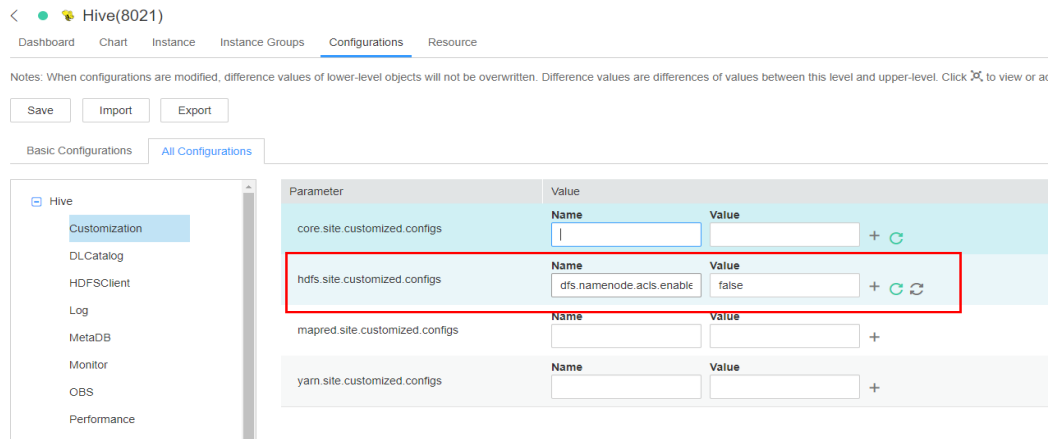 Hive(8021)
Dashboard Chart Instance Instance Groups Configurations Resource
Notes: When configurations are modified, difference values of lower-level objects will not be overwritten. Difference values are differences of values between this level and upper-level. Click to view or ac
Save Import Export
Basic Configurations All Configurations
Hive
Customization
DLCatalog
HDFSClient
Log
MetaDB
Monitor
OBS
Performance
Parameter Value
Name Value
core.site.customized.configs
Name Value
hdfs.site.customized.configs dfs.namenode.acls.enable false
Name Value
mapred.site.customized.configs
Name Value
yarn.site.customized.configs